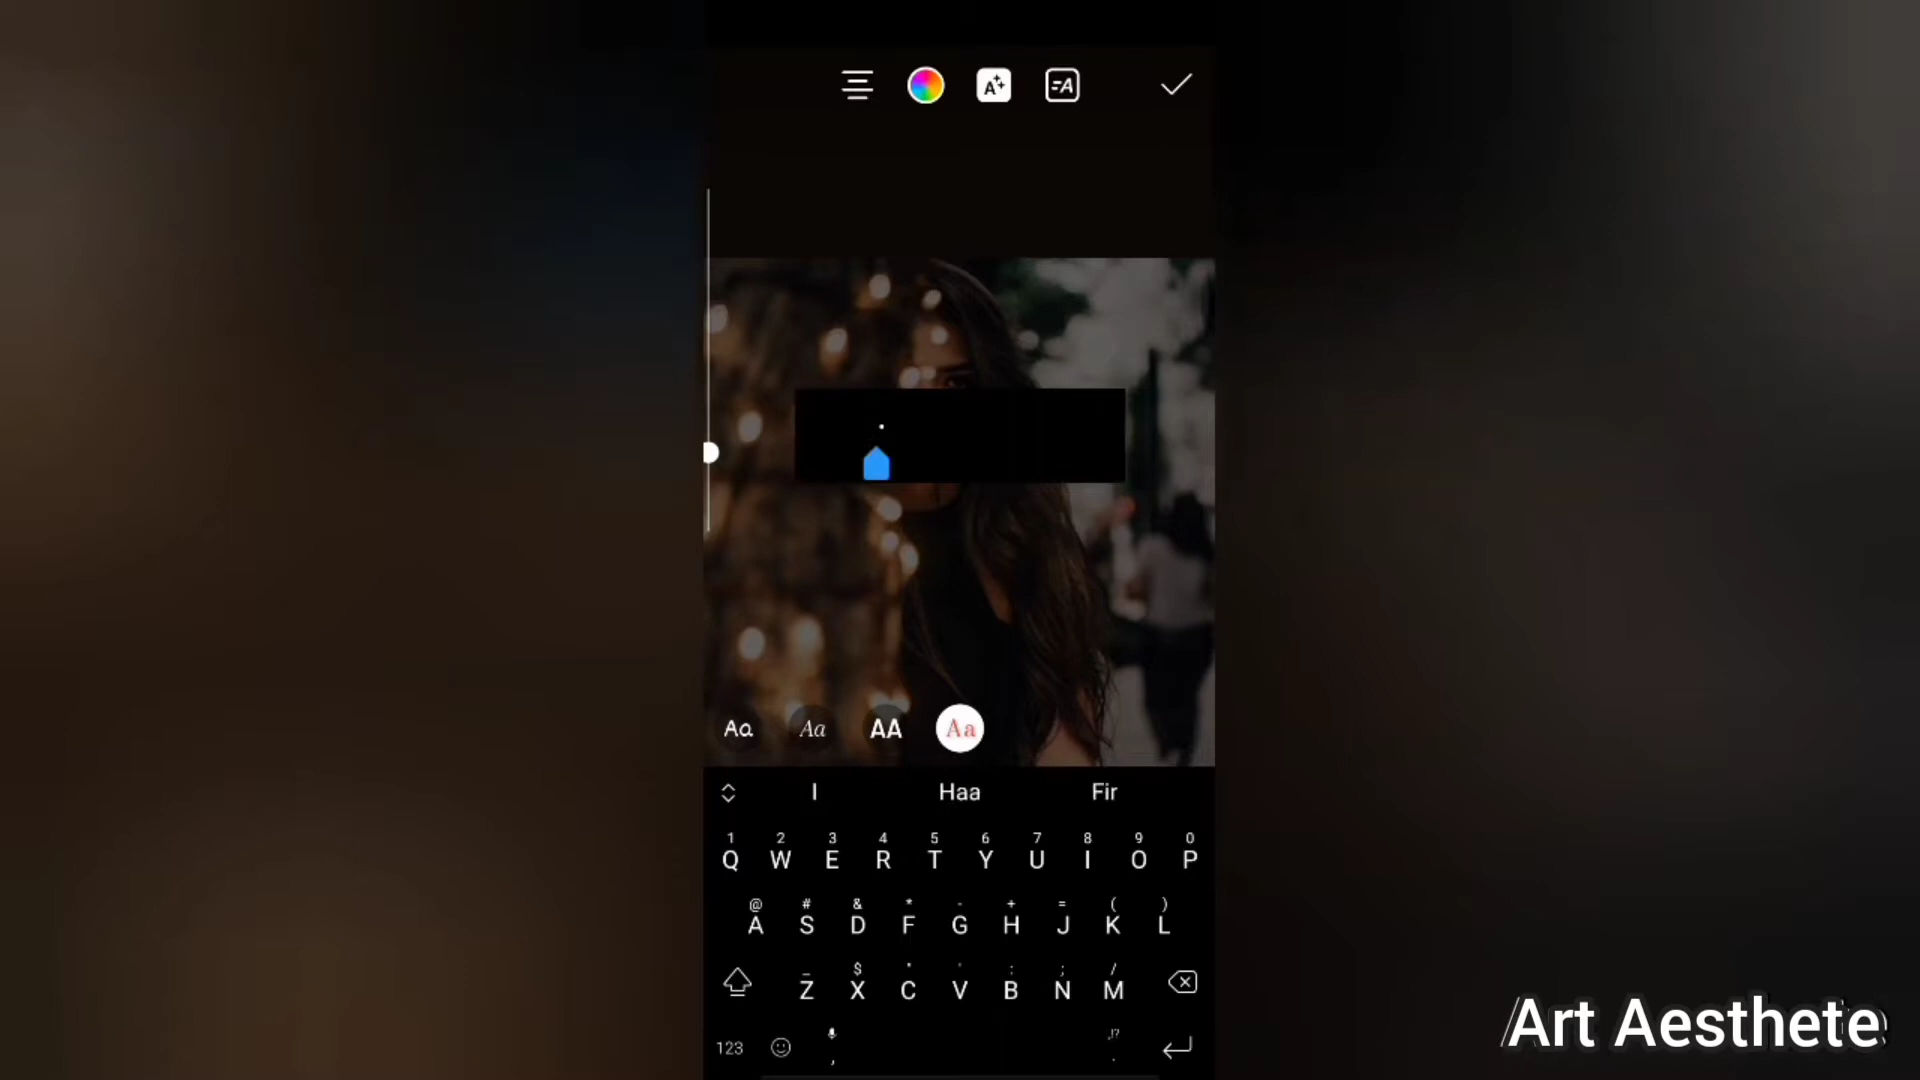 A
=A
.
Aa Aa AA Aa
I Haa Fir
1 2 3 4 5 6 7 8 9 0
Q W E R T Y U I O P
@ # & * - + = ( )
A S D F G H J K L
_ $ " ' : ; /
Z X C V B N M
,!?
123 , .
Art Aesthete